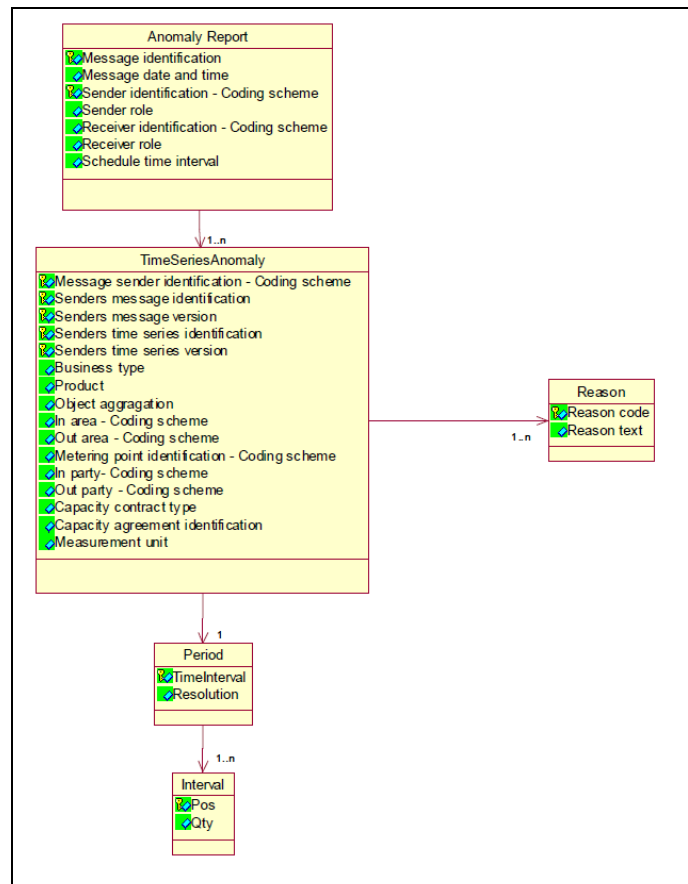 Anomaly Report
Message identification
Message date and time
Sender identification - Coding scheme
Sender role
Receiver identification - Coding scheme
Receiver role
Schedule time interval
1..n
TimeSeriesAnomaly
Message sender identification - Coding scheme
Senders message identification
Senders message version
Senders time series identification
Senders time series version
Business type
Product
Object aggragation
In area - Coding scheme
Out area - Coding scheme
Metering point identification - Coding scheme
In party- Coding scheme
Out party - Coding scheme
Capacity contract type
Capacity agreement identification
Measurement unit
Reason
Reason code
Reason text
1..n
1
Period
TimeInterval
Resolution
1..n
Interval
Pos
Qty